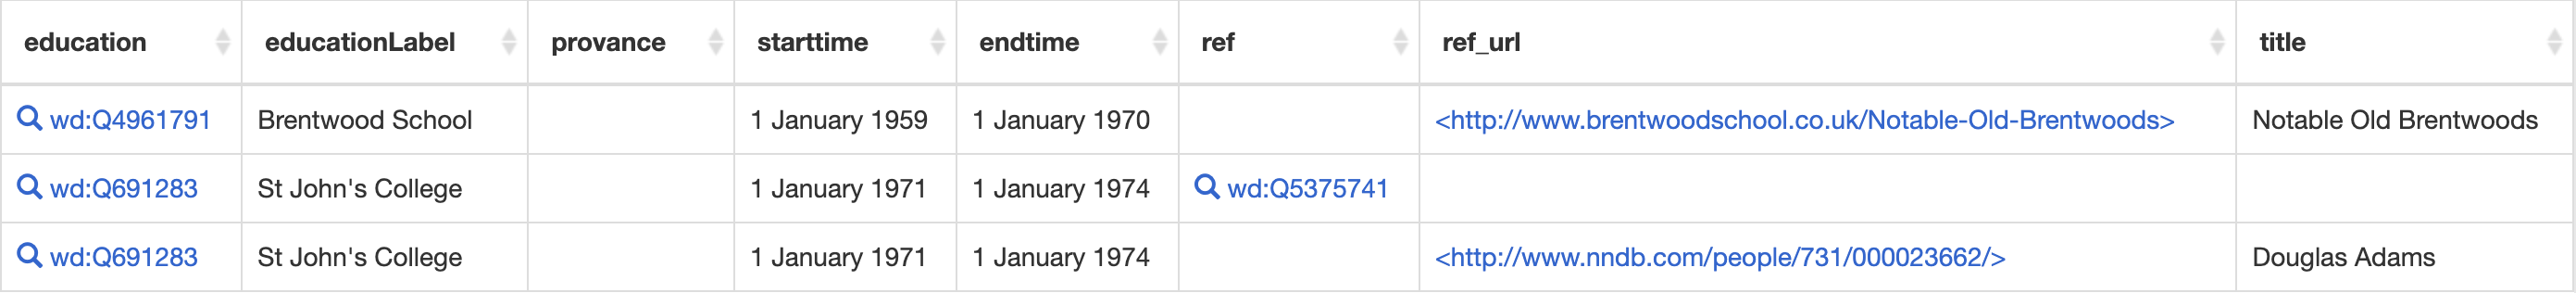 education educationLabel provance starttime endtime ref ref_url title
wd:Q4961791 Brentwood School 1 January 1959 1 January 1970 <http://www.brentwoodschool.co.uk/Notable-Old-Brentwoods> Notable Old Brentwoods
wd:Q691283 St John's College 1 January 1971 1 January 1974 wd:Q5375741
wd:Q691283 St John's College 1 January 1971 1 January 1974 <http://www.nndb.com/people/731/000023662/> Douglas Adams